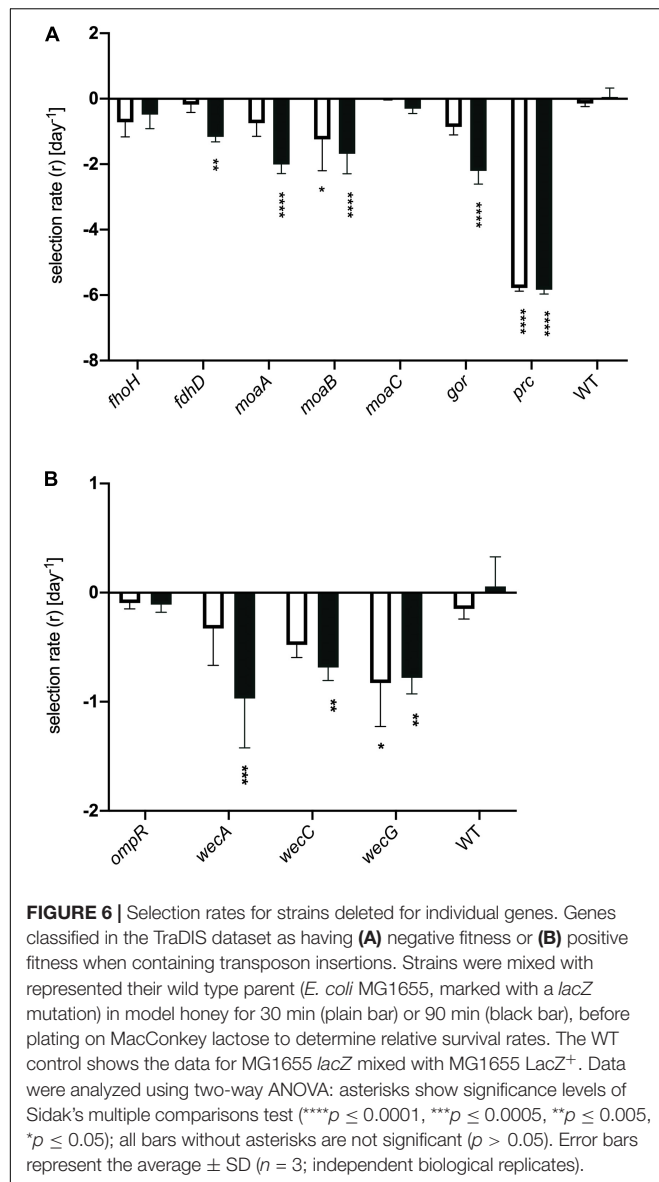 A
2
0
-2
-4
-6
-8
selection rate (r) [day⁻¹]
**
****
*
****
****
****
****
fhoH
fdhD
moaA
moaB
moaC
gor
prc
WT
B
1
0
-1
-2
selection rate (r) [day⁻¹]
***
**
*
**
ompR
wecA
wecC
wecG
WT
FIGURE 6 | Selection rates for strains deleted for individual genes. Genes
classified in the TraDIS dataset as having (A) negative fitness or (B) positive
fitness when containing transposon insertions. Strains were mixed with
represented their wild type parent (E. coli MG1655, marked with a lacZ
mutation) in model honey for 30 min (plain bar) or 90 min (black bar), before
plating on MacConkey lactose to determine relative survival rates. The WT
control shows the data for MG1655 lacZ mixed with MG1655 LacZ⁺. Data
were analyzed using two-way ANOVA: asterisks show significance levels of
Sidak's multiple comparisons test (****p ≤ 0.0001, ***p ≤ 0.0005, **p ≤ 0.005,
*p ≤ 0.05); all bars without asterisks are not significant (p > 0.05). Error bars
represent the average ± SD (n = 3; independent biological replicates).